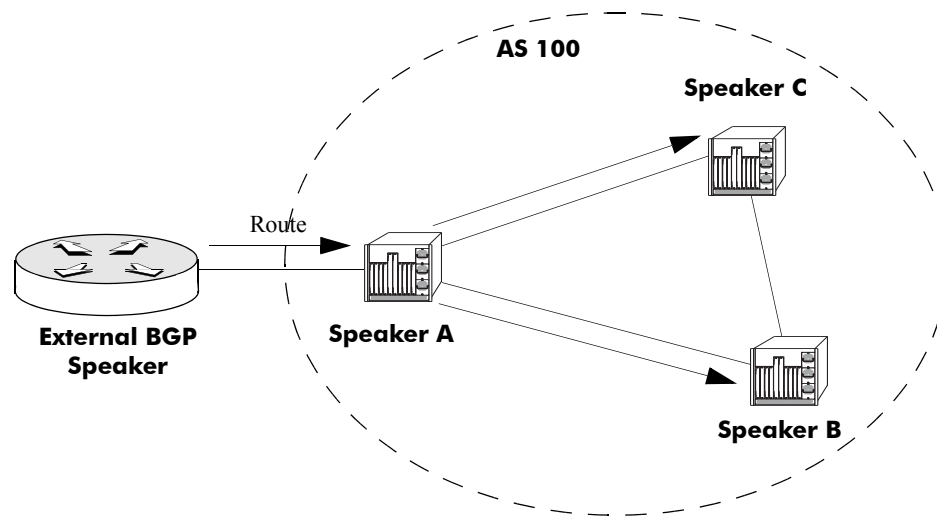 AS 100
Speaker C
Route
Speaker A
External BGP
Speaker
Speaker B